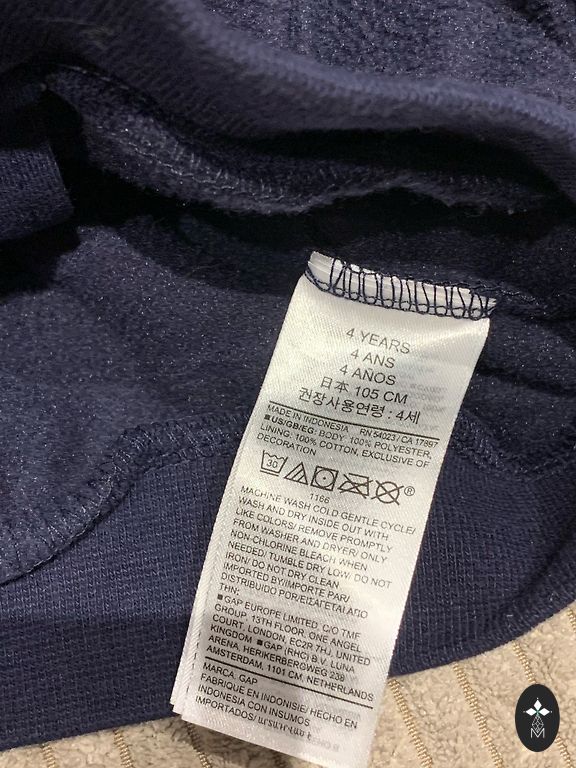 4 YEARS
4 ANS
4 AÑOS
日本 105 CM
권장사용연령 : 4세
MADE IN INDONESIA RN 54023/ CA 17897
■US/GB/EG: BODY: 100% POLYESTER,
LINING: 100% COTTON, EXCLUSIVE OF
DECORATION
30 ®
1166
MACHINE WASH COLD GENTLE CYCLE/
WASH AND DRY INSIDE OUT WITH
LIKE COLORS/ REMOVE PROMPTLY
FROM WASHER AND DRYER/ ONLY
NON-CHLORINE BLEACH WHEN
NEEDED/ TUMBLE DRY LOW/ DO NOT
IRON/ DO NOT DRY CLEAN
IMPORTED BY/IMPORTE PAR/
DISTRIBUIDO POR/ΕΙΣΑΓΕΤΑΙ ΑΠΟ
ΤΗΝ:
■GAP EUROPE LIMITED, C/O TMF
GROUP, 13TH FLOOR, ONE ANGEL
COURT, LONDON, EC2R 7HJ, UNITED
KINGDOM ■GAP (RHC) B.V. LUNA
ARENA, HERIKERBERGWEG 238
AMSTERDAM, 1101 CM, NETHERLANDS
MARCA: GAP
FABRIQUE EN INDONESIE/ HECHO EN
INDONESIA CON INSUMOS
IMPORTADOS/
M